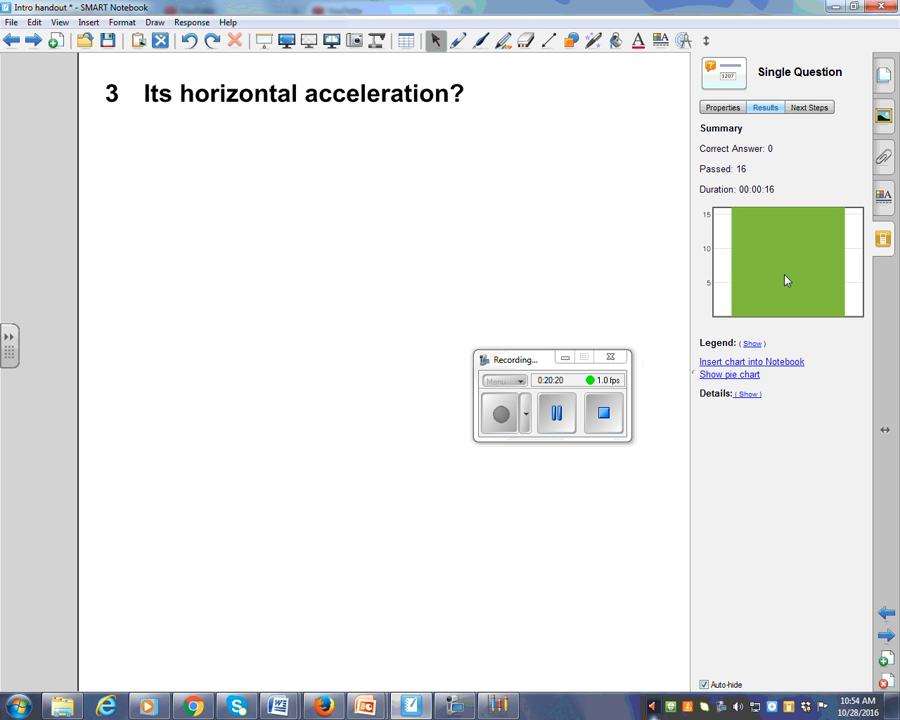 Intro handout * - SMART Notebook
File Edit View Insert Format Draw Response Help
3 Its horizontal acceleration?
1207
Single Question
Properties Results Next Steps
Summary
Correct Answer: 0
Passed: 16
Duration: 00:00:16
15
10
5
Legend: ( Show )
Insert chart into Notebook
Show pie chart
Details: ( Show )
Recording...
Menu 0:20:20 1.0 fps
Auto-hide
10:54 AM
10/28/2016